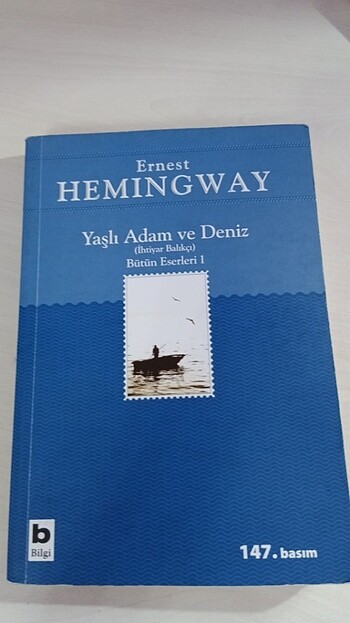 Ernest
HEMINGWAY
Yaşlı Adam ve Deniz
(İhtiyar Balıkçı)
Bütün Eserleri 1
b
Bilgi
147. basım